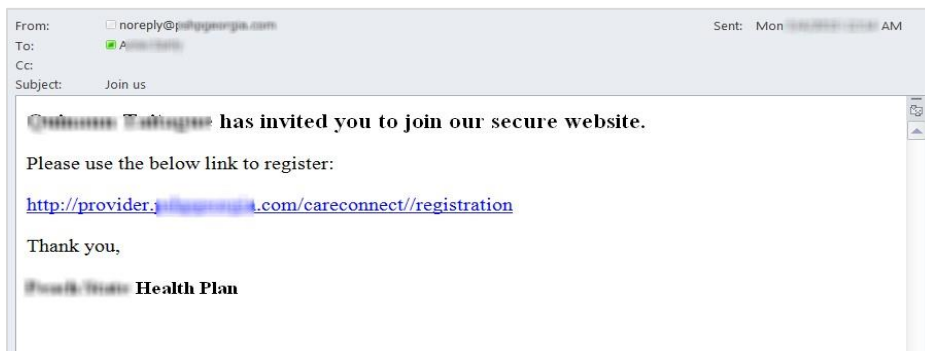 From: noreply@
Sent: Mon AM
To: A
Cc:
Subject: Join us
has invited you to join our secure website.
Please use the below link to register:
http://provider. .com/careconnect//registration
Thank you,
Health Plan